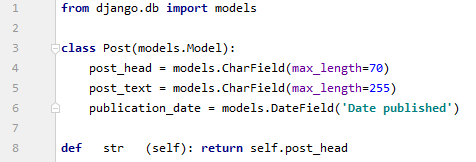 1 from django.db import models
2
3 class Post(models.Model):
4     post_head = models.CharField(max_length=70)
5     post_text = models.CharField(max_length=255)
6     publication_date = models.DateField('Date published')
7
8 def   str   (self): return self.post_head